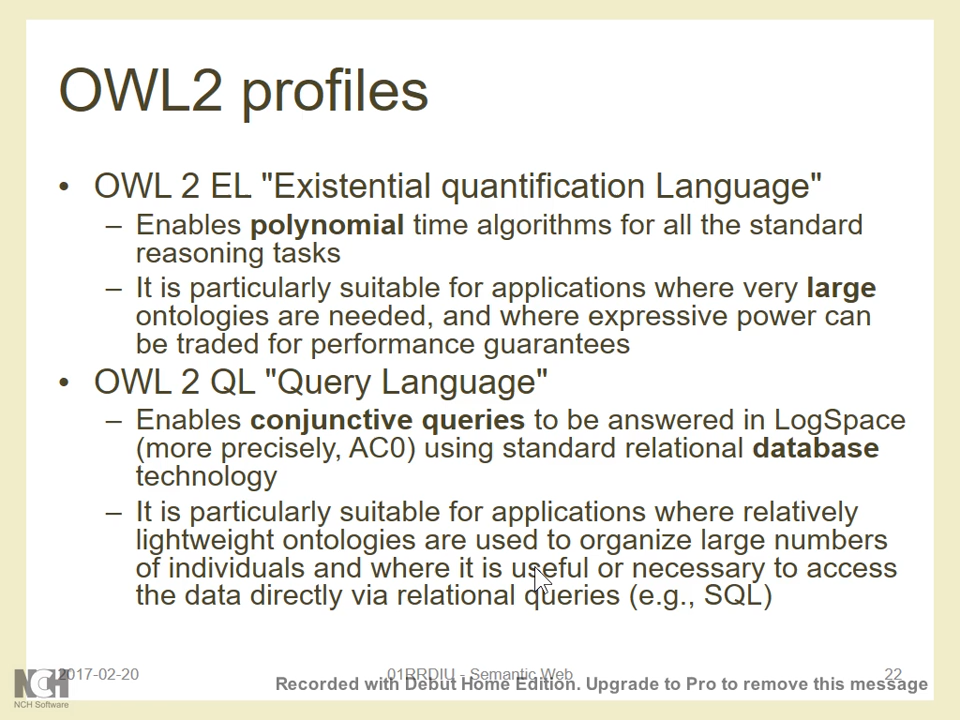 OWL2 profiles
• OWL 2 EL "Existential quantification Language"
– Enables polynomial time algorithms for all the standard
reasoning tasks
– It is particularly suitable for applications where very large
ontologies are needed, and where expressive power can
be traded for performance guarantees
• OWL 2 QL "Query Language"
– Enables conjunctive queries to be answered in LogSpace
(more precisely, AC0) using standard relational database
technology
– It is particularly suitable for applications where relatively
lightweight ontologies are used to organize large numbers
of individuals and where it is useful or necessary to access
the data directly via relational queries (e.g., SQL)
2017-02-20 01RRDIU - Semantic Web 22
Recorded with Debut Home Edition. Upgrade to Pro to remove this message
NCH
NCH Software